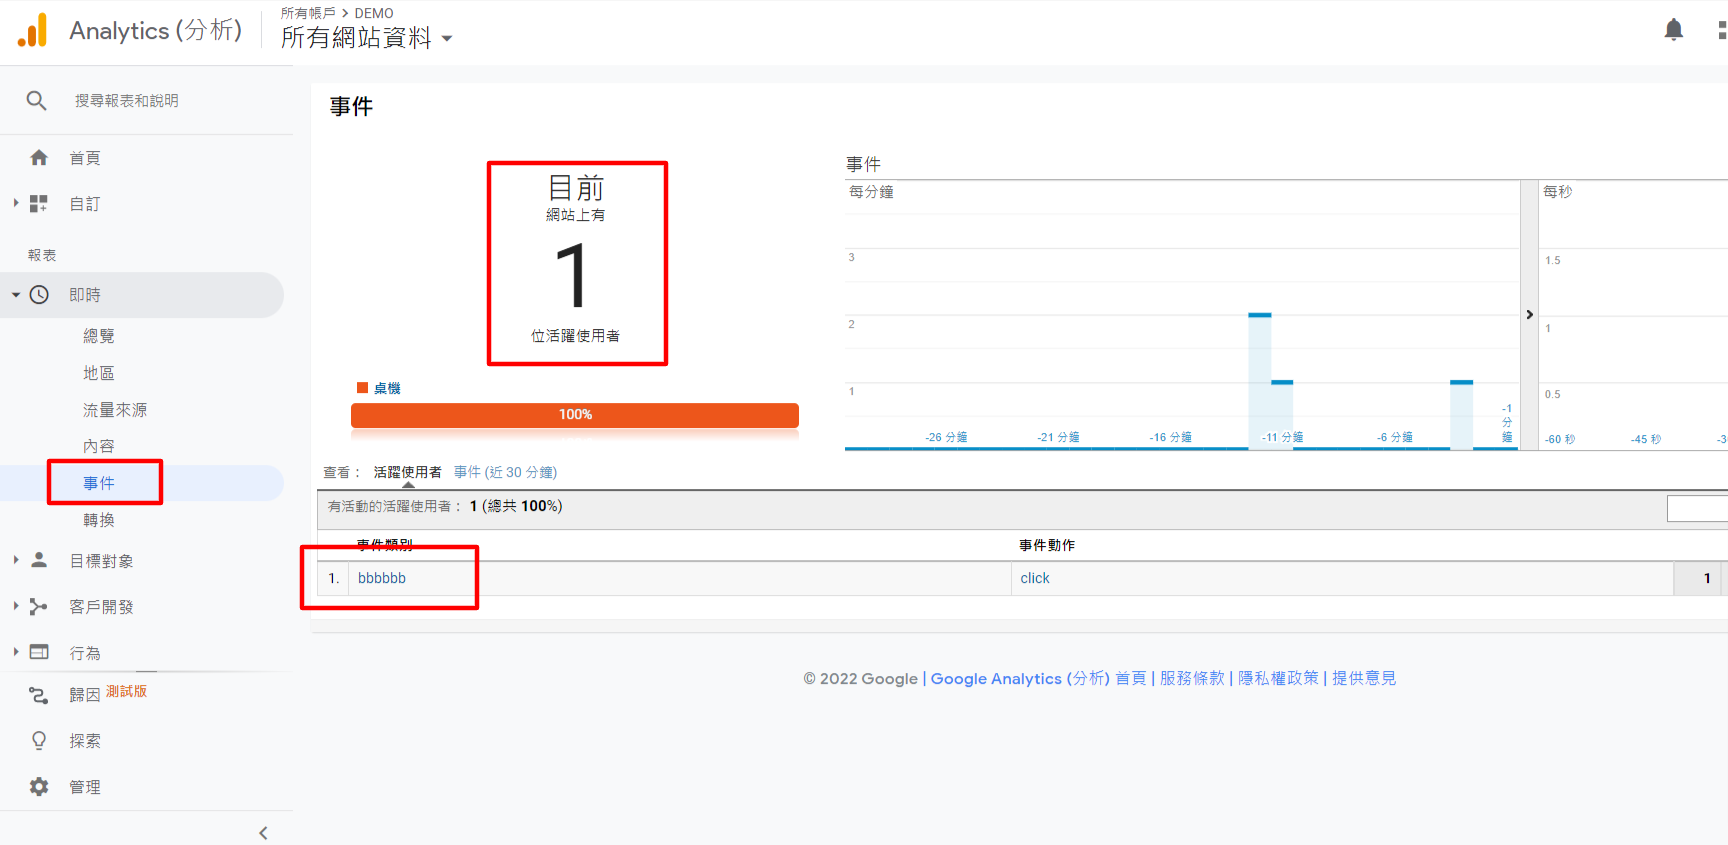 Analytics (分析)
所有帳戶 > DEMO
所有網站資料
搜尋報表和說明
首頁
自訂
報表
即時
總覽
地區
流量來源
內容
事件
轉換
目標對象
客戶開發
行為
歸因 測試版
探索
管理
事件
目前
網站上有
1
位活躍使用者
桌機
100%
事件
每分鐘
3
2
1
-26 分鐘
-21 分鐘
-16 分鐘
-11 分鐘
-6 分鐘
-1
分
鐘
每秒
1.5
1
0.5
-60 秒
-45 秒
查看： 活躍使用者 事件 (近 30 分鐘)
有活動的活躍使用者： 1 (總共 100%)
事件類別 事件動作
1. bbbbbb click 1
© 2022 Google | Google Analytics (分析) 首頁 | 服務條款 | 隱私權政策 | 提供意見